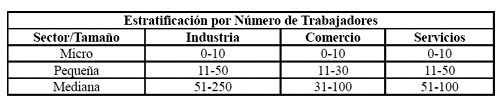 Estratificación por Número de Trabajadores
Sector/Tamaño Industria Comercio Servicios
Micro 0-10 0-10 0-10
Pequeña 11-50 11-30 11-50
Mediana 51-250 31-100 51-100